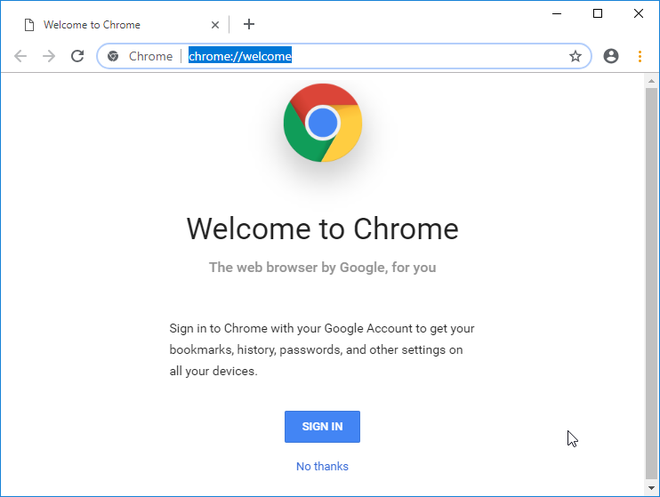 Welcome to Chrome
Chrome | chrome://welcome
Welcome to Chrome
The web browser by Google, for you
Sign in to Chrome with your Google Account to get your
bookmarks, history, passwords, and other settings on
all your devices.
SIGN IN
No thanks